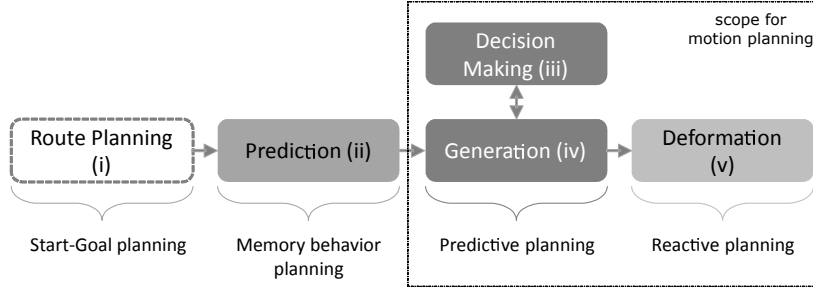 scope for
motion planning
Decision
Making (iii)
Route Planning
(i)
Prediction (ii)
Generation (iv)
Deformation
(v)
Start-Goal planning
Memory behavior
planning
Predictive planning
Reactive planning